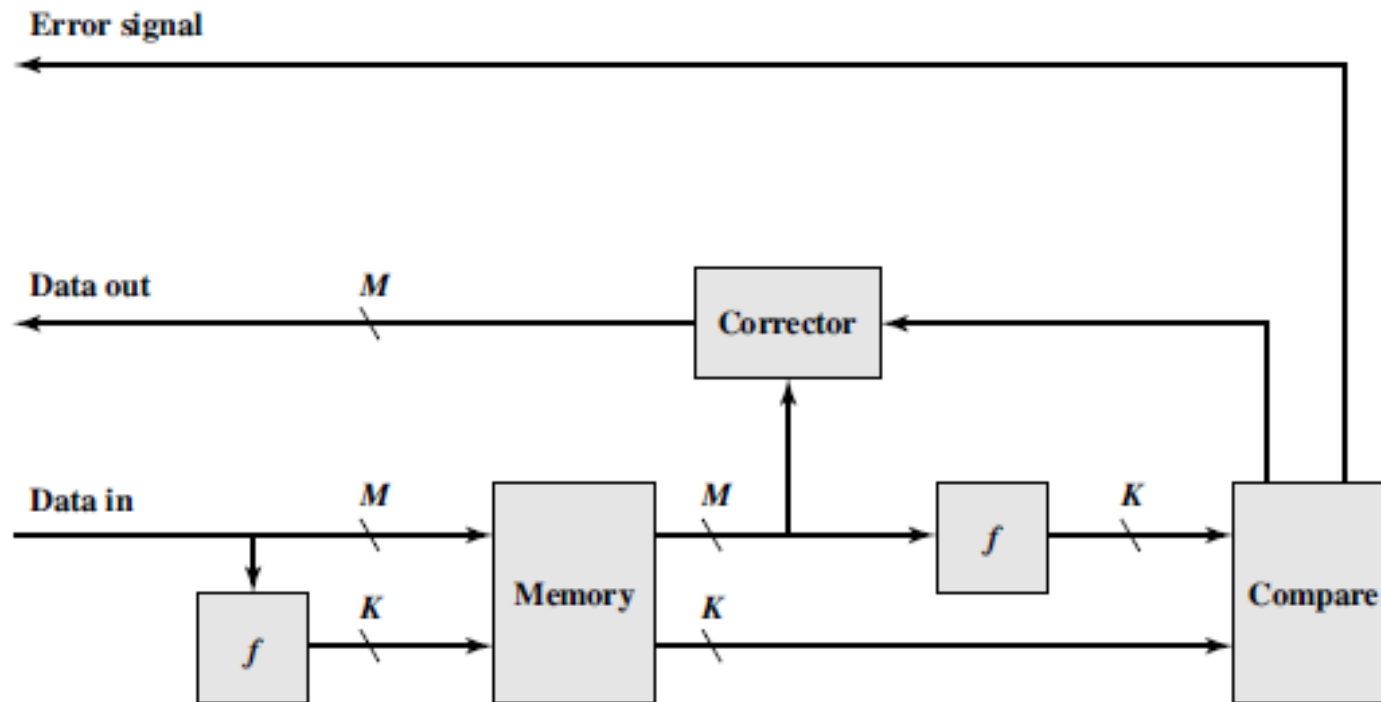 Error signal
Data out
M
Corrector
Data in
M
M
K
f
Memory
Compare
f
K
K